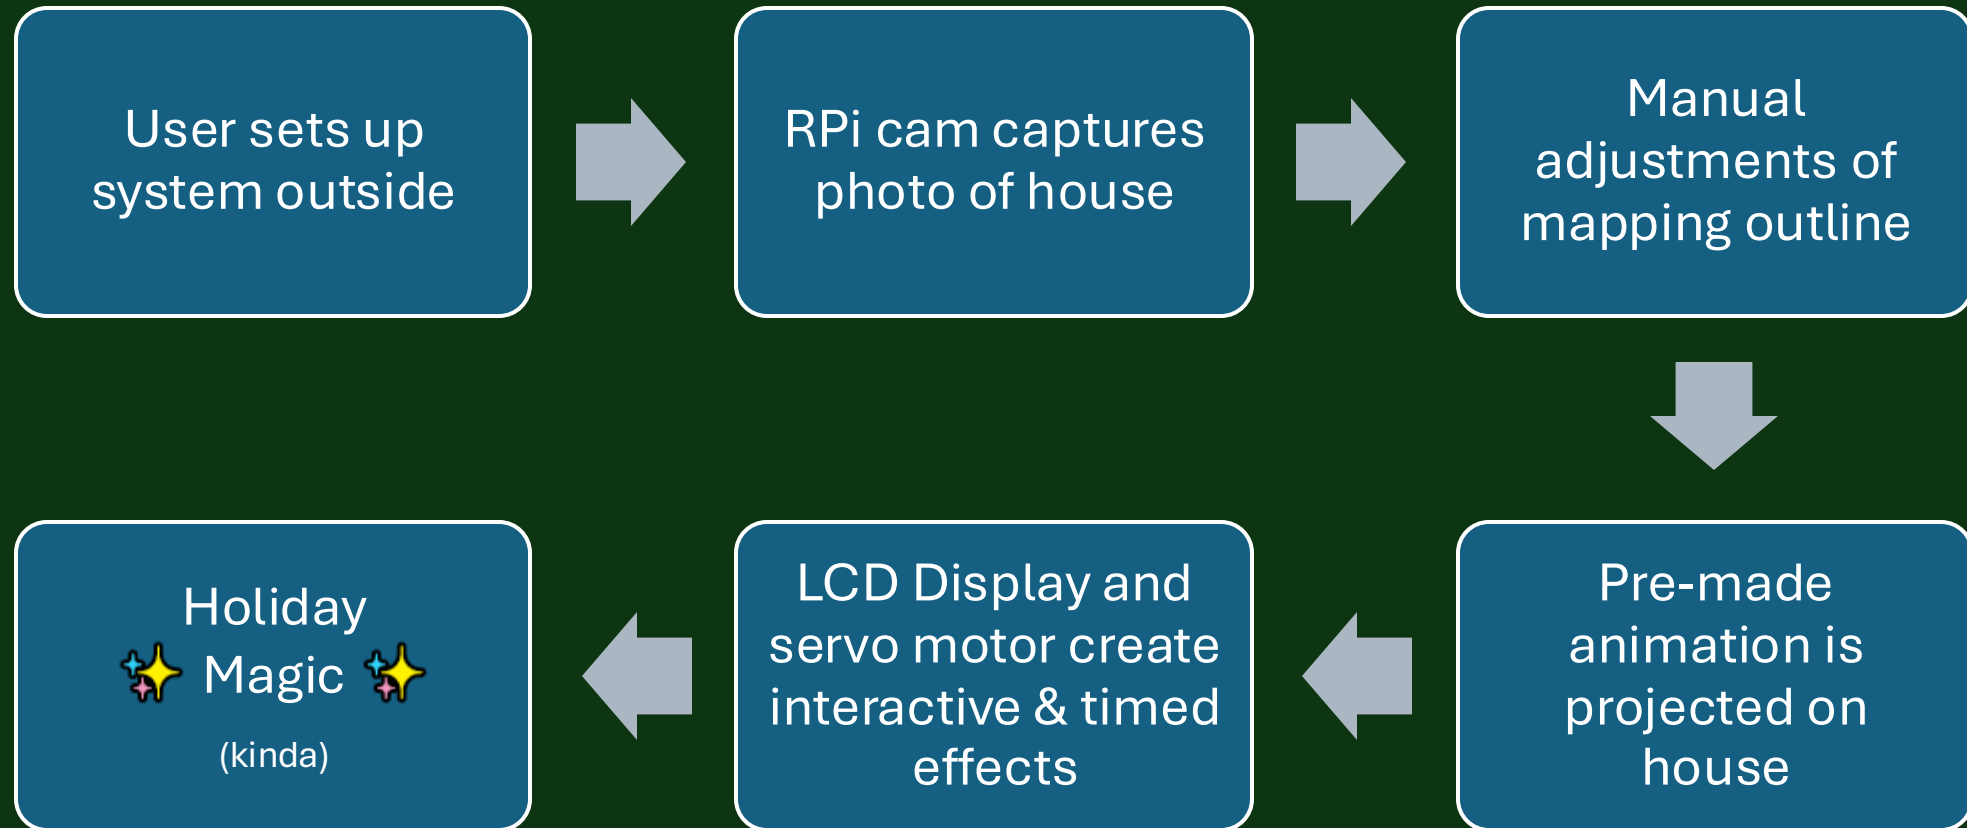 User sets up
system outside
RPi cam captures
photo of house
Manual
adjustments of
mapping outline
Pre-made
animation is
projected on
house
LCD Display and
servo motor create
interactive & timed
effects
Holiday
✨ Magic ✨
(kinda)